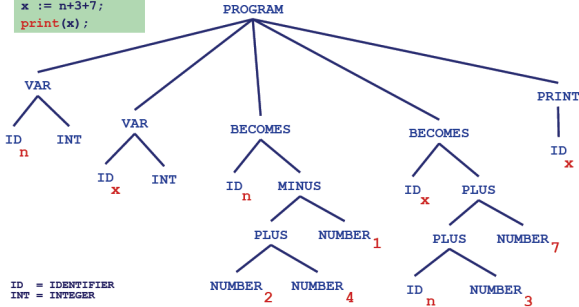 x := n+3+7;
print(x);
PROGRAM
VAR
PRINT
VAR
BECOMES
BECOMES
ID n
INT
ID x
ID x
INT
ID n
MINUS
ID x
PLUS
PLUS
NUMBER 1
PLUS
NUMBER 7
NUMBER 2
NUMBER 4
ID n
NUMBER 3
ID = IDENTIFIER
INT = INTEGER